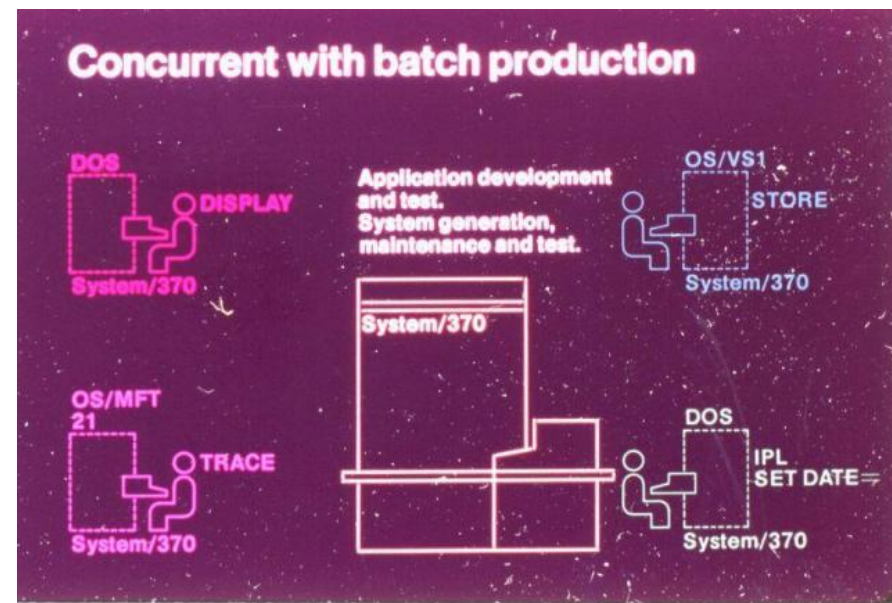 Concurrent with batch production
DOS
DISPLAY
System/370
Application development
and test.
System generation,
maintenance and test.
System/370
OS/VS1
STORE
System/370
OS/MFT
21
TRACE
System/370
DOS
IPL
SET DATE=
System/370